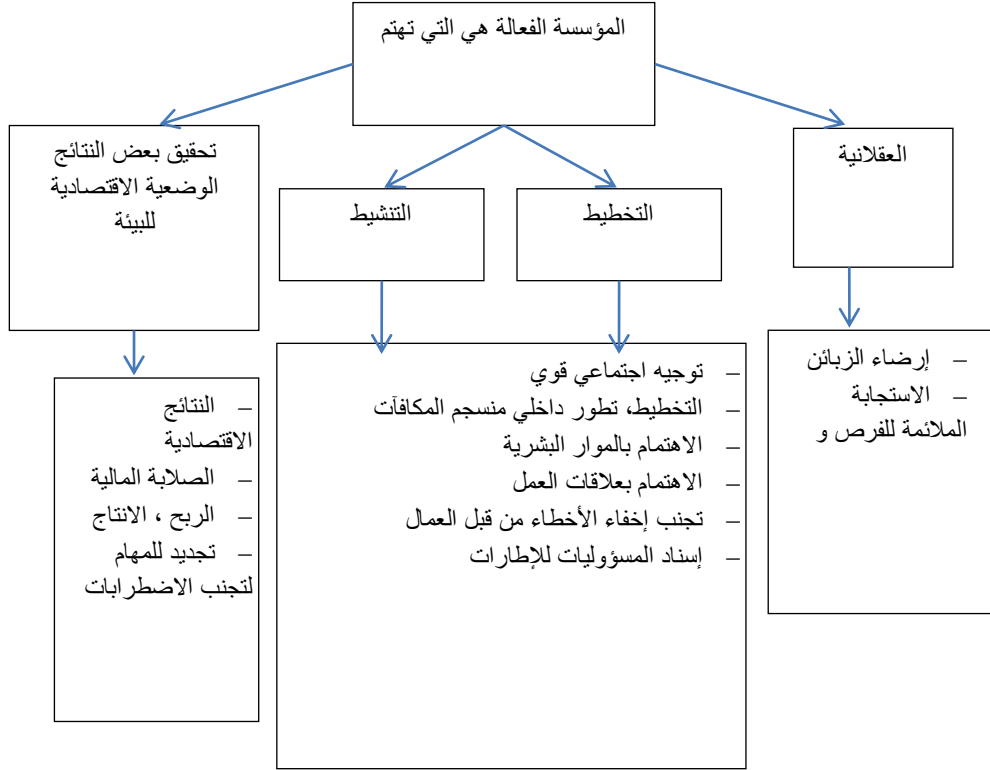 المؤسسة الفعالة هي التي تهتم
العقلانية
التخطيط
التنشيط
تحقيق بعض النتائج
الوضعية الاقتصادية
للبيئة
– إرضاء الزبائن
– الاستجابة
الملائمة للفرص و
– توجيه اجتماعي قوي
– التخطيط، تطور داخلي منسجم المكافآت
– الاهتمام بالموار البشرية
– الاهتمام بعلاقات العمل
– تجنب إخفاء الأخطاء من قبل العمال
– إسناد المسؤوليات للإطارات
– النتائج
الاقتصادية
– الصلابة المالية
– الربح ، الانتاج
– تجديد للمهام
لتجنب الاضطرابات